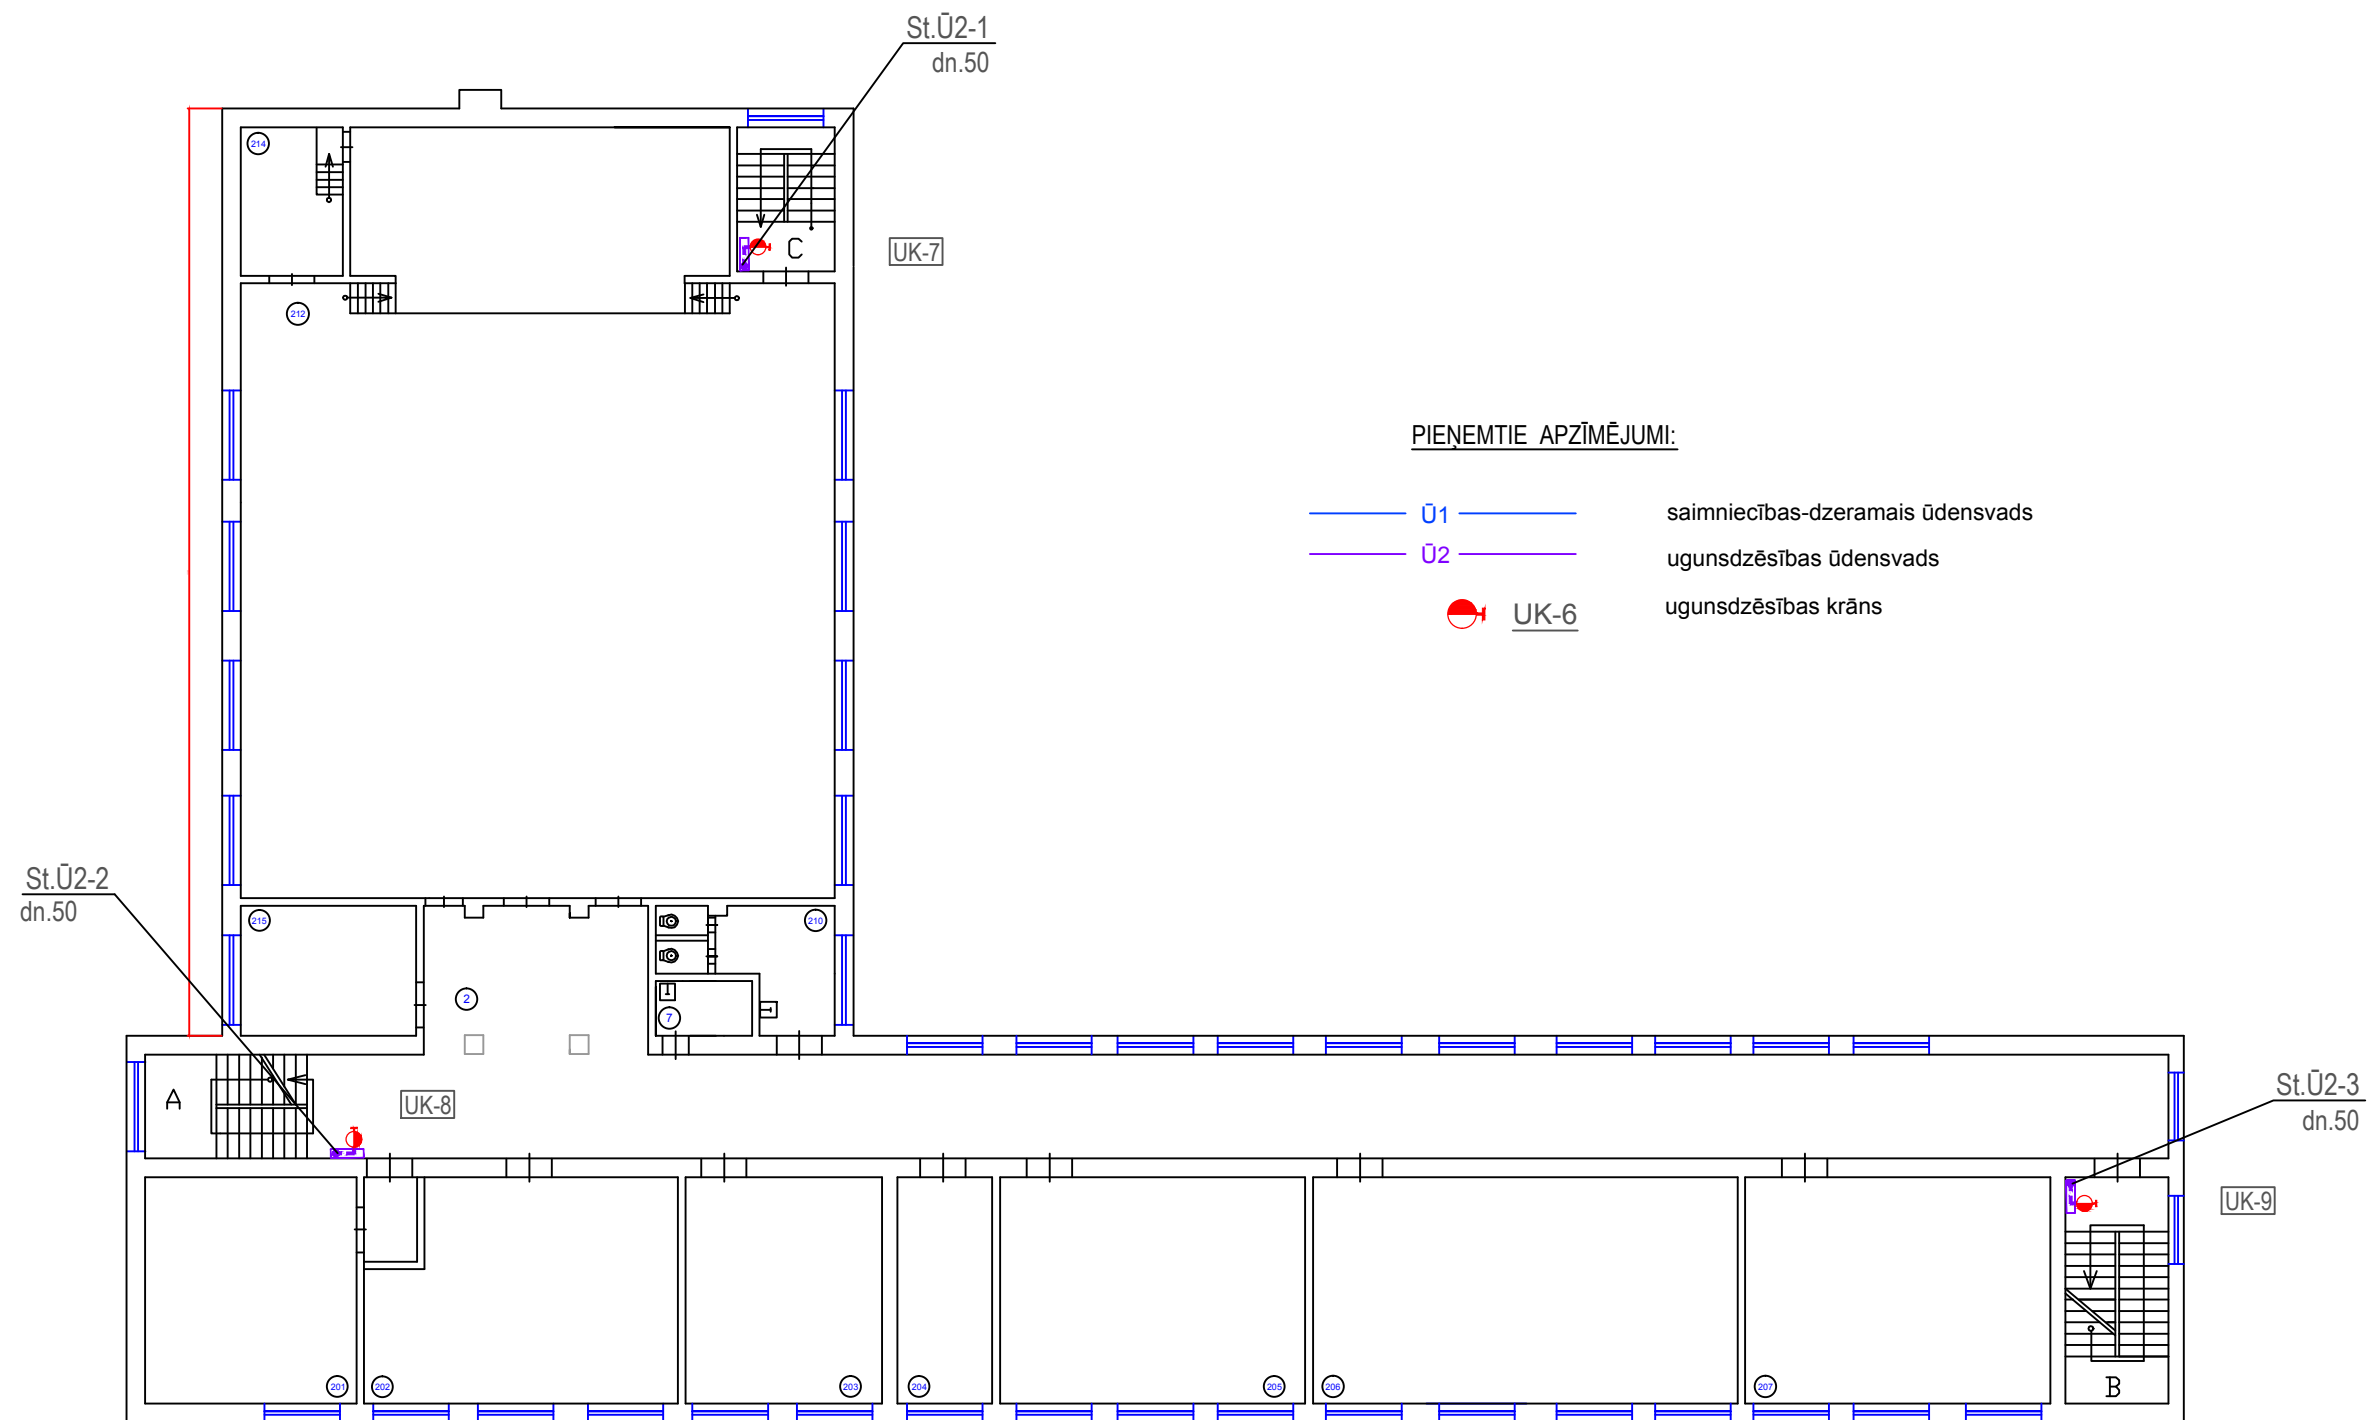 St.Ū2-1
dn.50
214
C
UK-7
212
PIEŅEMTIE APZĪMĒJUMI:
Ū1 saimniecības-dzeramais ūdensvads
Ū2 ugunsdzēsības ūdensvads
UK-6 ugunsdzēsības krāns
St.Ū2-2
dn.50
215
210
2
7
A
UK-8
St.Ū2-3
dn.50
UK-9
201
202
203
204
205
206
207
B